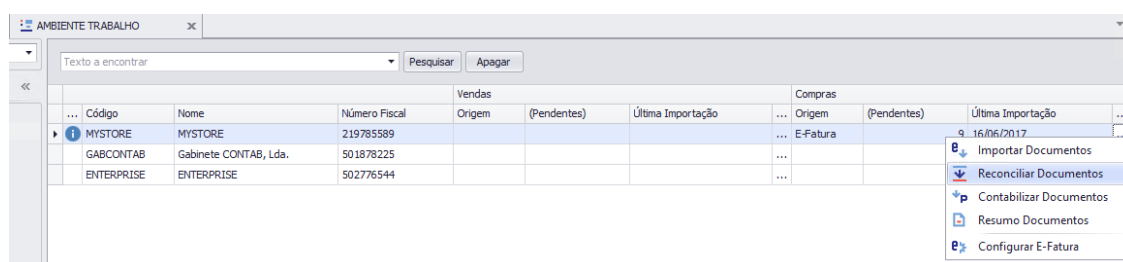 AMBIENTE TRABALHO
Texto a encontrar Pesquisar Apagar
Vendas Compras
... Código Nome Número Fiscal Origem (Pendentes) Última Importação ... Origem (Pendentes) Última Importação ...
MYSTORE MYSTORE 219785589 ... E-Fatura 9 16/06/2017 ...
GABCONTAB Gabinete CONTAB, Lda. 501878225 ...
ENTERPRISE ENTERPRISE 502776544 ...
Importar Documentos
Reconciliar Documentos
Contabilizar Documentos
Resumo Documentos
Configurar E-Fatura